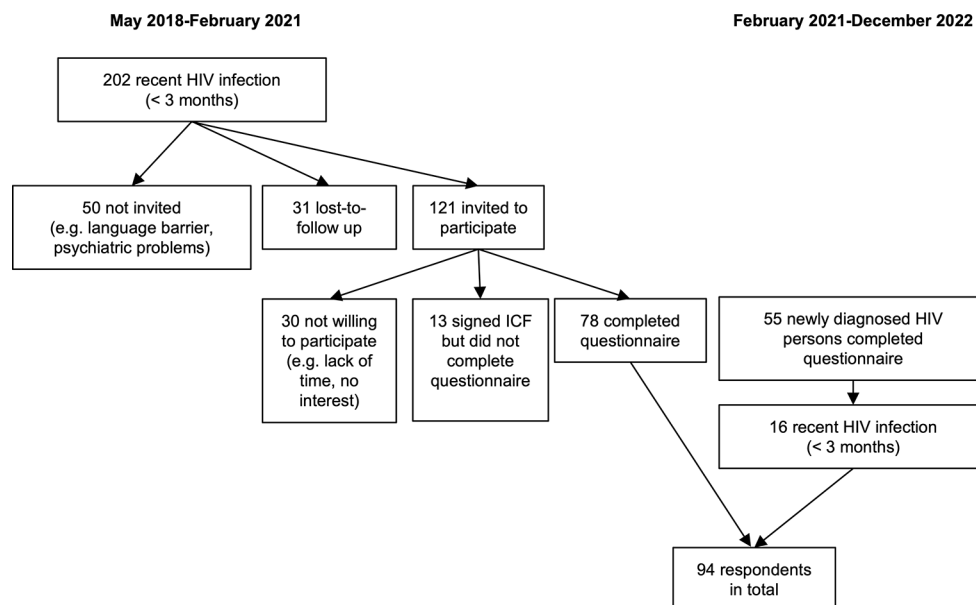 May 2018-February 2021
February 2021-December 2022
202 recent HIV infection
(< 3 months)
50 not invited
(e.g. language barrier,
psychiatric problems)
31 lost-to-
follow up
121 invited to
participate
30 not willing
to participate
(e.g. lack of
time, no
interest)
13 signed ICF
but did not
complete
questionnaire
78 completed
questionnaire
55 newly diagnosed HIV
persons completed
questionnaire
16 recent HIV infection
(< 3 months)
94 respondents
in total